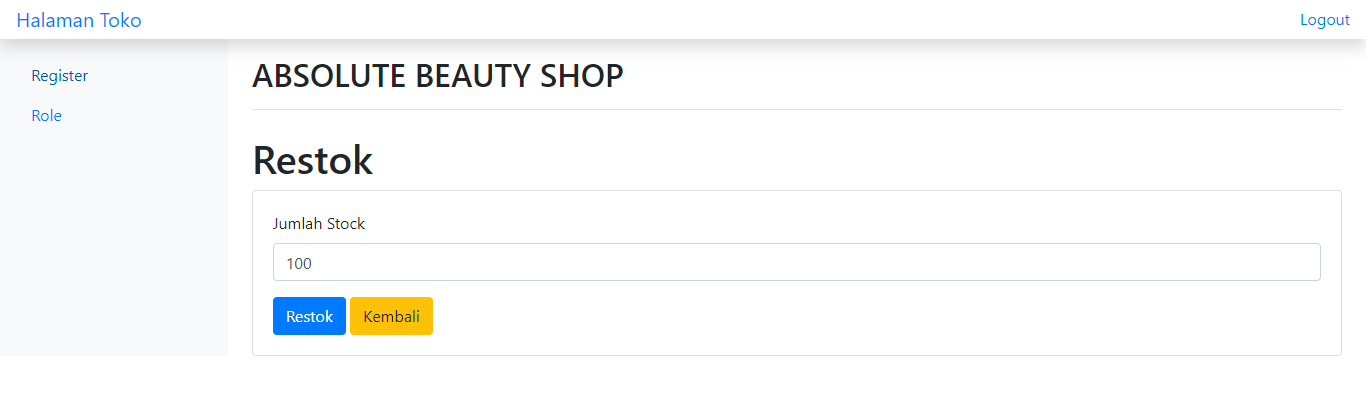 Halaman Toko
Logout
Register
Role
ABSOLUTE BEAUTY SHOP
Restok
Jumlah Stock
100
Restok
Kembali